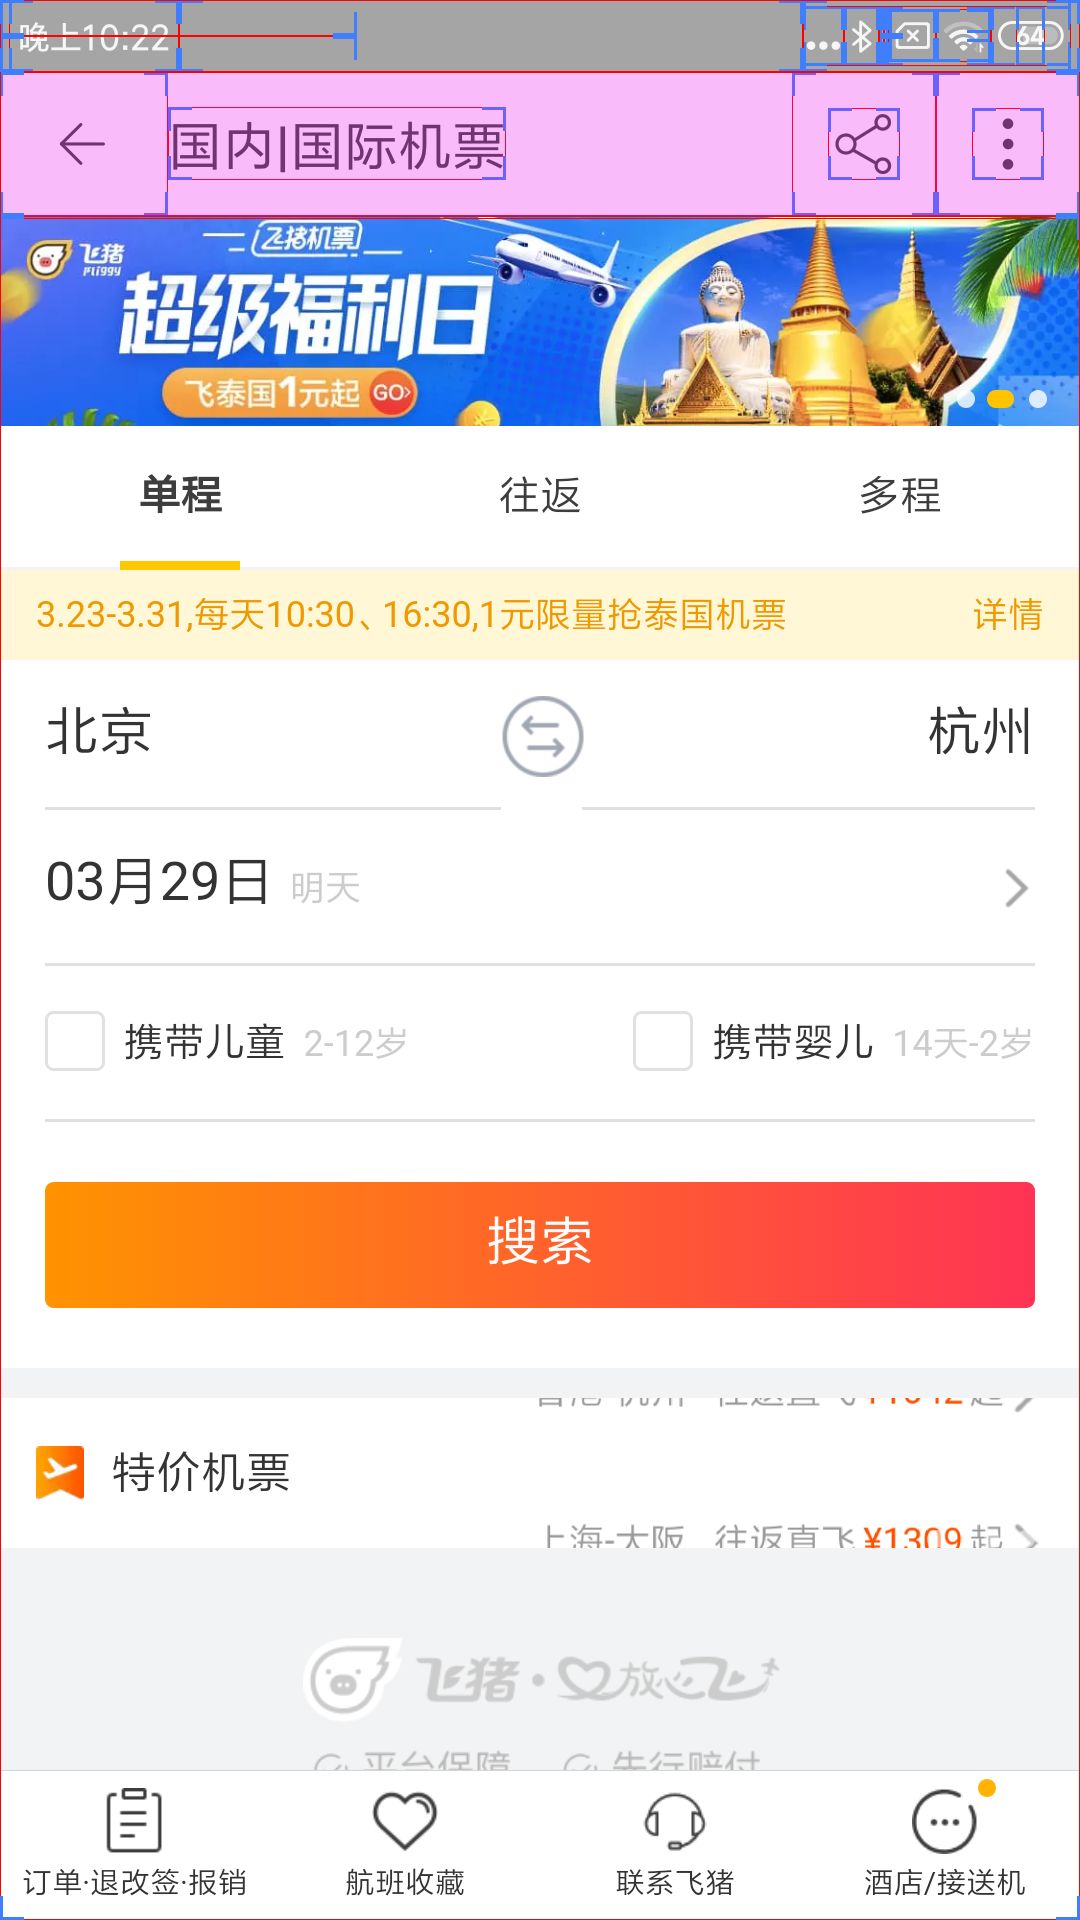 晚上10:22
64
国内|国际机票
飞猪机票
飞猪
Fliggy
超级福利日
飞泰国1元起 GO
单程 往返 多程
3.23-3.31,每天10:30、16:30,1元限量抢泰国机票 详情
北京 杭州
03月29日 明天
携带儿童 2-12岁 携带婴儿 14天-2岁
搜索
特价机票
上海-大阪 往返直飞 ¥1309 起
飞猪·放心飞
平台保障 先行赔付
订单·退改签·报销 航班收藏 联系飞猪 酒店/接送机